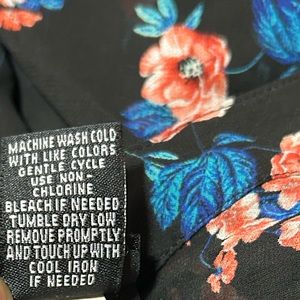 MACHINE WASH COLD
WITH LIKE COLORS
GENTLE CYCLE
USE NON-
CHLORINE
BLEACH.IF NEEDED
TUMBLE DRY LOW
REMOVE PROMPTLY
AND TOUCH UP WITH
COOL IRON
IF NEEDED